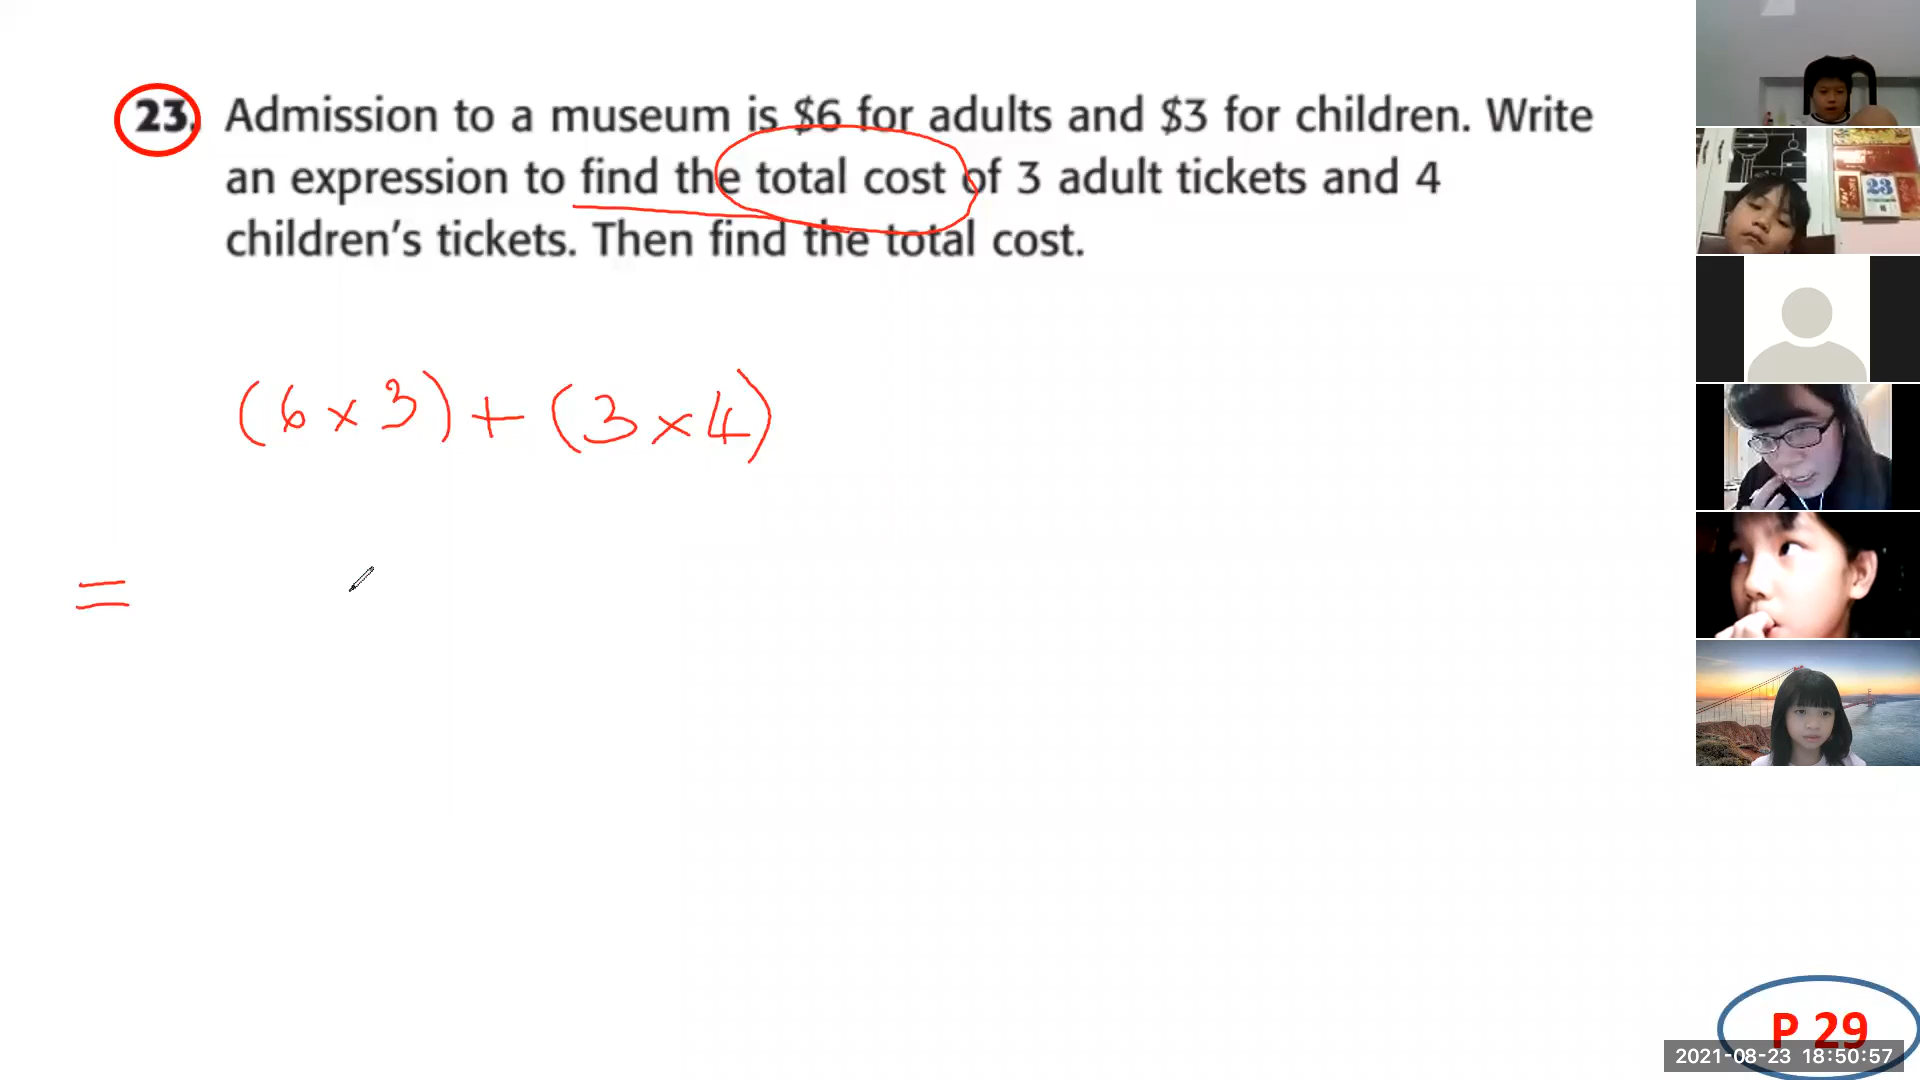 23. Admission to a museum is $6 for adults and $3 for children. Write
an expression to find the total cost of 3 adult tickets and 4
children's tickets. Then find the total cost.
(6 × 3) + (3 × 4)
=
23
P 29
2021-08-23 18:50:57